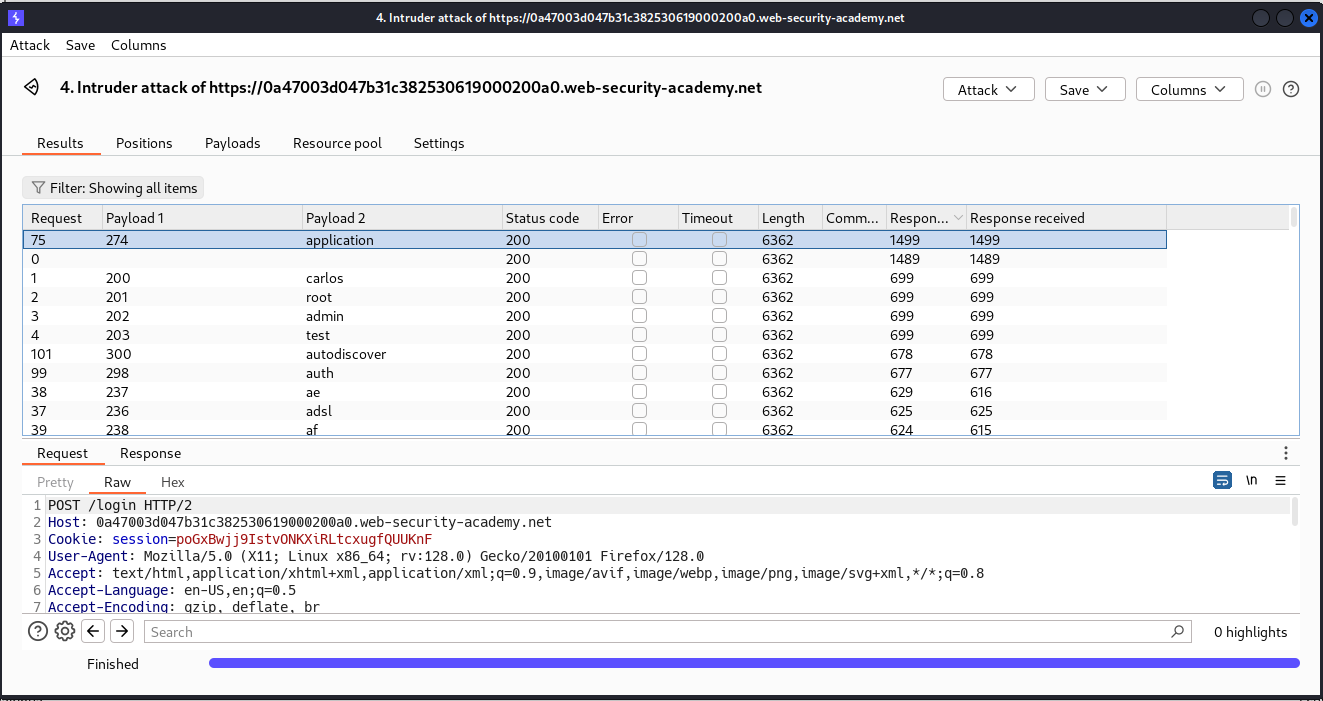 4. Intruder attack of https://0a47003d047b31c382530619000200a0.web-security-academy.net
Attack Save Columns
4. Intruder attack of https://0a47003d047b31c382530619000200a0.web-security-academy.net
Attack Save Columns
Results Positions Payloads Resource pool Settings
Filter: Showing all items
Request Payload 1 Payload 2 Status code Error Timeout Length Comm... Respon... Response received
75 274 application 200 6362 1499 1499
0 200 6362 1489 1489
1 200 carlos 200 6362 699 699
2 201 root 200 6362 699 699
3 202 admin 200 6362 699 699
4 203 test 200 6362 699 699
101 300 autodiscover 200 6362 678 678
99 298 auth 200 6362 677 677
38 237 ae 200 6362 629 616
37 236 adsl 200 6362 625 625
39 238 af 200 6362 624 615
Request Response
Pretty Raw Hex
\n
1 POST /login HTTP/2
2 Host: 0a47003d047b31c382530619000200a0.web-security-academy.net
3 Cookie: session=poGxBwjj9IstvONKXiRLtcxugfQUUKnF
4 User-Agent: Mozilla/5.0 (X11; Linux x86_64; rv:128.0) Gecko/20100101 Firefox/128.0
5 Accept: text/html,application/xhtml+xml,application/xml;q=0.9,image/avif,image/webp,image/png,image/svg+xml,*/*;q=0.8
6 Accept-Language: en-US,en;q=0.5
7 Accept-Encoding: gzip, deflate, br
Search
0 highlights
Finished